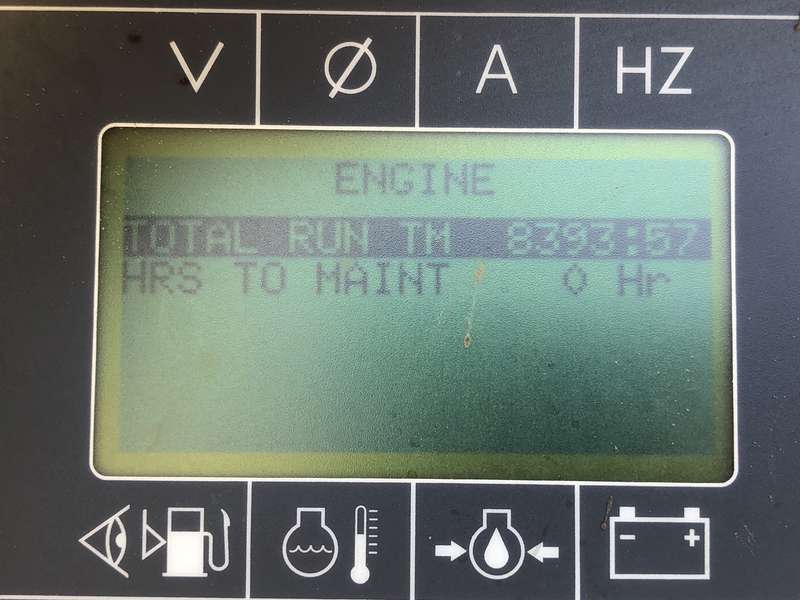 V Ø A HZ
ENGINE
TOTAL RUN TM 8393:57
HRS TO MAINT 0 Hr
- +